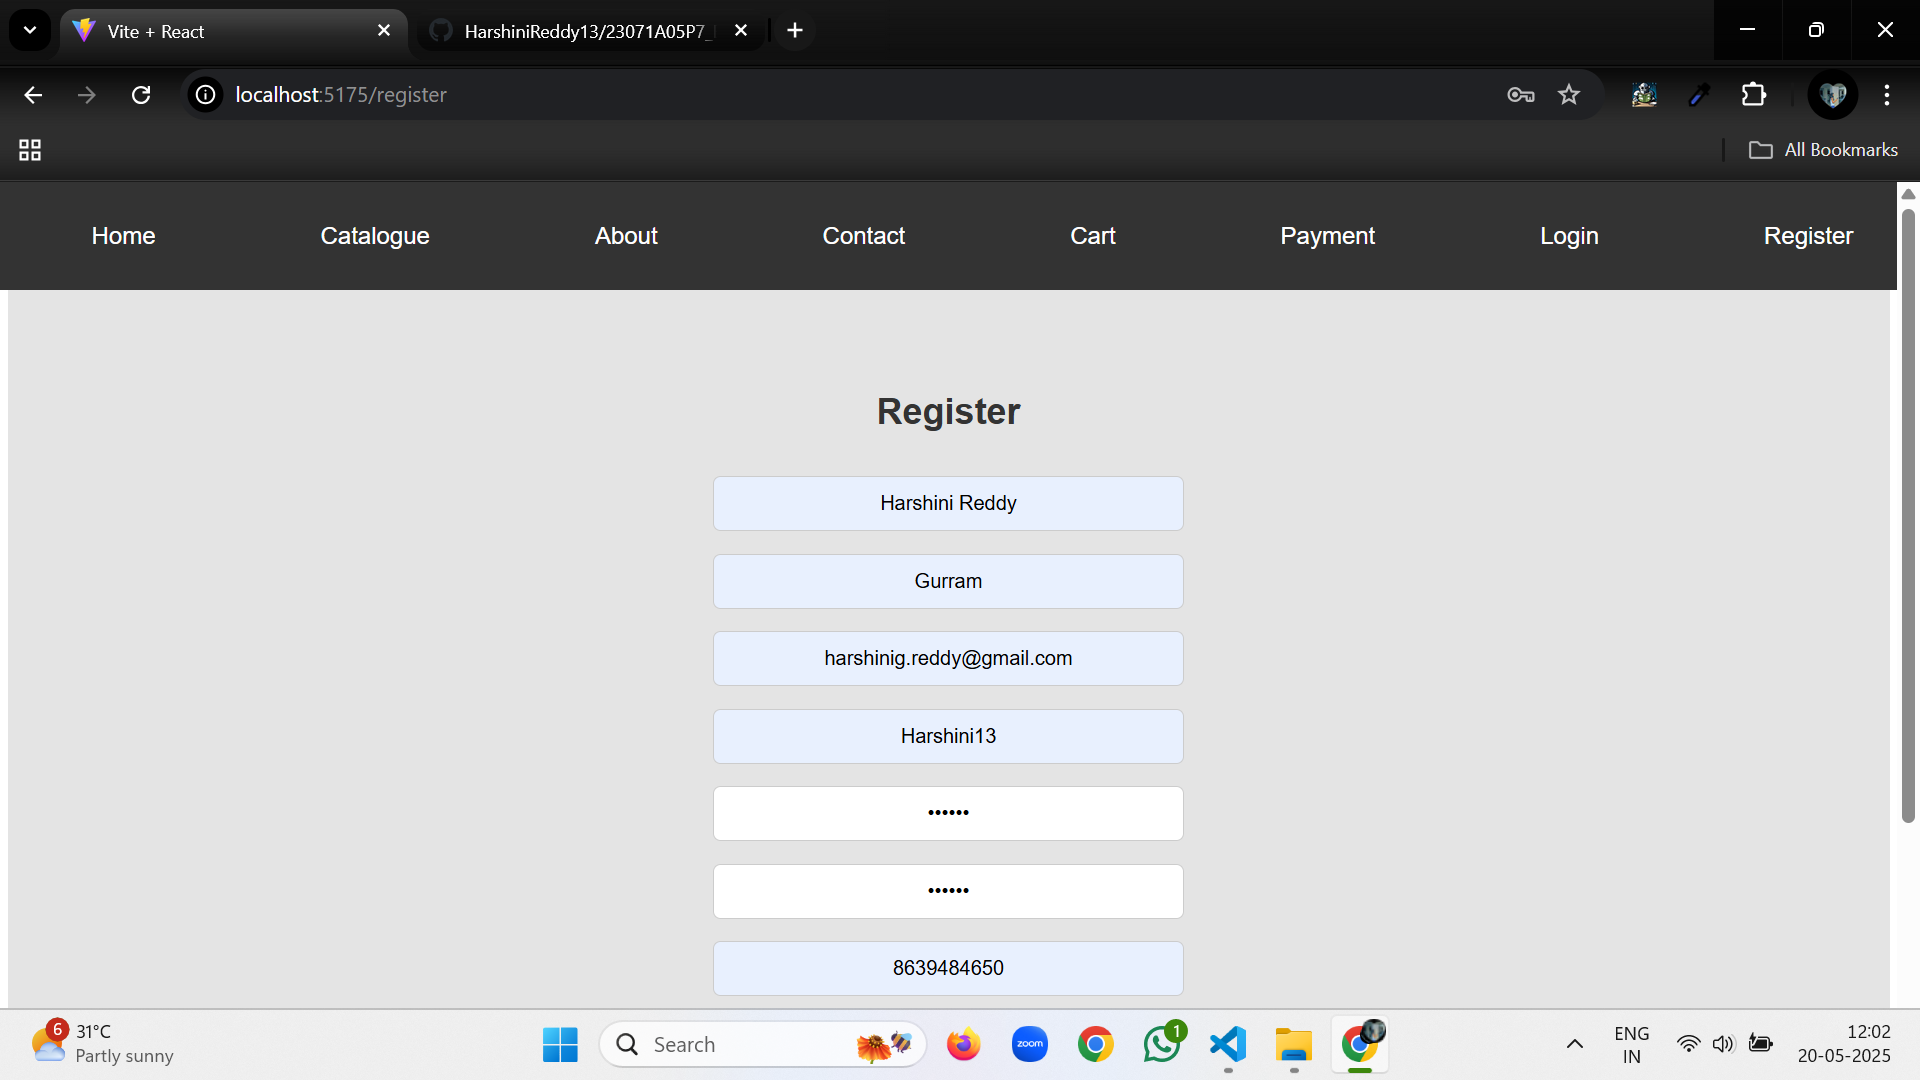 Vite + React
HarshiniReddy13/23071A05P7_
localhost:5175/register
All Bookmarks
Home Catalogue About Contact Cart Payment Login Register
Register
Harshini Reddy
Gurram
harshinig.reddy@gmail.com
Harshini13
••••••
••••••
8639484650
6
31°C
Partly sunny
Search
zoom
1
ENG
IN
12:02
20-05-2025